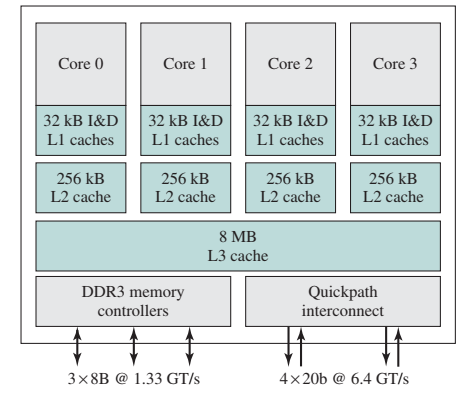 Core 0
Core 1
Core 2
Core 3
32 kB I&D
L1 caches
32 kB I&D
L1 caches
32 kB I&D
L1 caches
32 kB I&D
L1 caches
256 kB
L2 cache
256 kB
L2 cache
256 kB
L2 cache
256 kB
L2 cache
8 MB
L3 cache
DDR3 memory
controllers
Quickpath
interconnect
3×8B @ 1.33 GT/s
4×20b @ 6.4 GT/s